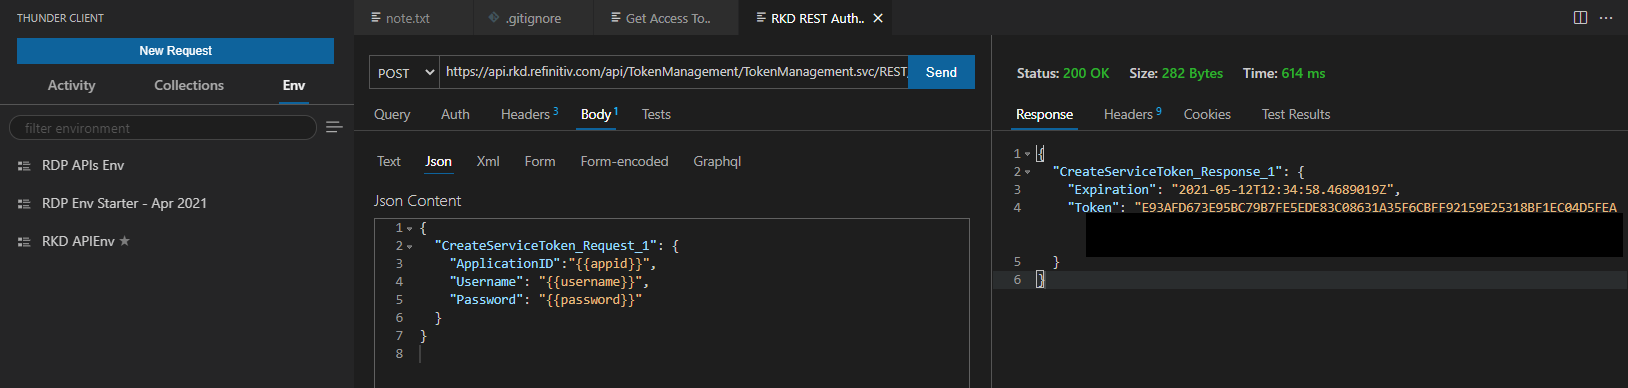 THUNDER CLIENT
New Request
Activity Collections Env
filter environment
RDP APIs Env
RDP Env Starter - Apr 2021
RKD APIEnv ★
note.txt .gitignore Get Access To.. RKD REST Auth.. ×
POST https://api.rkd.refinitiv.com/api/TokenManagement/TokenManagement.svc/REST_ Send
Query Auth Headers 3 Body 1 Tests
Text Json Xml Form Form-encoded Graphql
Json Content
1 {
2 "CreateServiceToken_Request_1": {
3 "ApplicationID":"{{appid}}",
4 "Username": "{{username}}",
5 "Password": "{{password}}"
6 }
7 }
8
Status: 200 OK Size: 282 Bytes Time: 614 ms
Response Headers 9 Cookies Test Results
1 {
2 "CreateServiceToken_Response_1": {
3 "Expiration": "2021-05-12T12:34:58.4689019Z",
4 "Token": "E93AFD673E95BC79B7FE5EDE83C08631A35F6CBFF92159E25318BF1EC04D5FEA
5 }
6 }